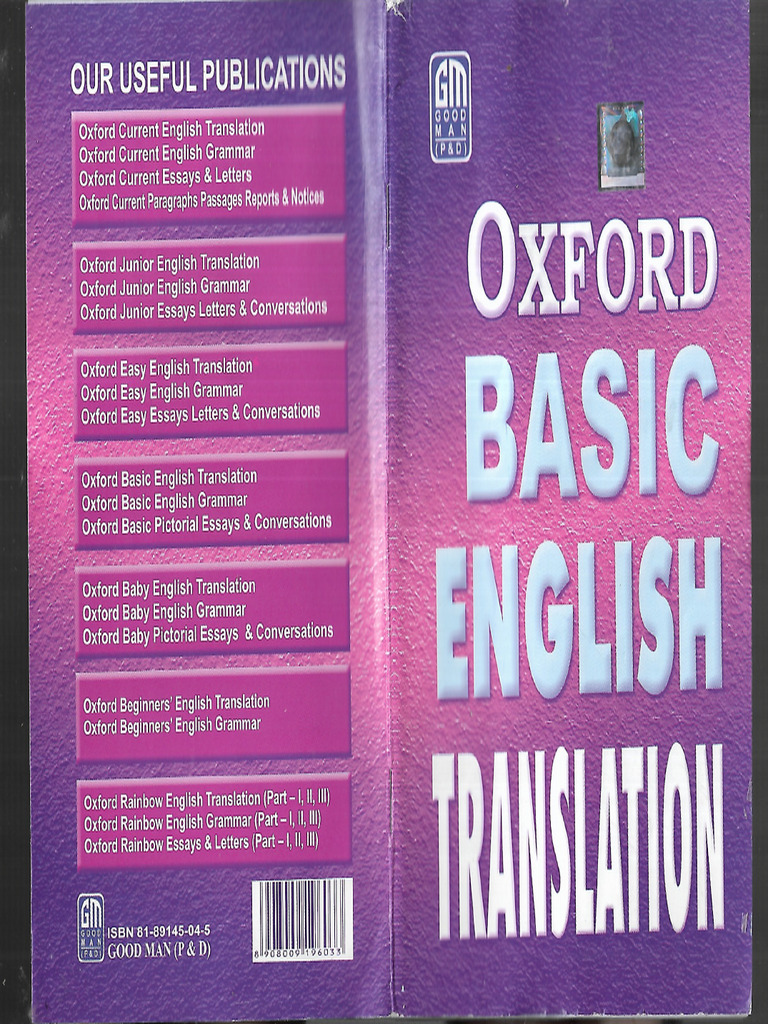 OUR USEFUL PUBLICATIONS
Oxford Current English Translation
Oxford Current English Grammar
Oxford Current Essays & Letters
Oxford Current Paragraphs Passages Reports & Notices
Oxford Junior English Translation
Oxford Junior English Grammar
Oxford Junior Essays Letters & Conversations
Oxford Easy English Translation
Oxford Easy English Grammar
Oxford Easy Essays Letters & Conversations
Oxford Basic English Translation
Oxford Basic English Grammar
Oxford Basic Pictorial Essays & Conversations
Oxford Baby English Translation
Oxford Baby English Grammar
Oxford Baby Pictorial Essays & Conversations
Oxford Beginners' English Translation
Oxford Beginners' English Grammar
Oxford Rainbow English Translation (Part – I, II, III)
Oxford Rainbow English Grammar (Part – I, II, III)
Oxford Rainbow Essays & Letters (Part – I, II, III)
GM
GOOD
MAN
(P&D)
ISBN 81-89145-04-5
GOOD MAN (P & D)
8 908009 196033
GM
GOOD
MAN
(P&D)
OXFORD
BASIC
ENGLISH
TRANSLATION